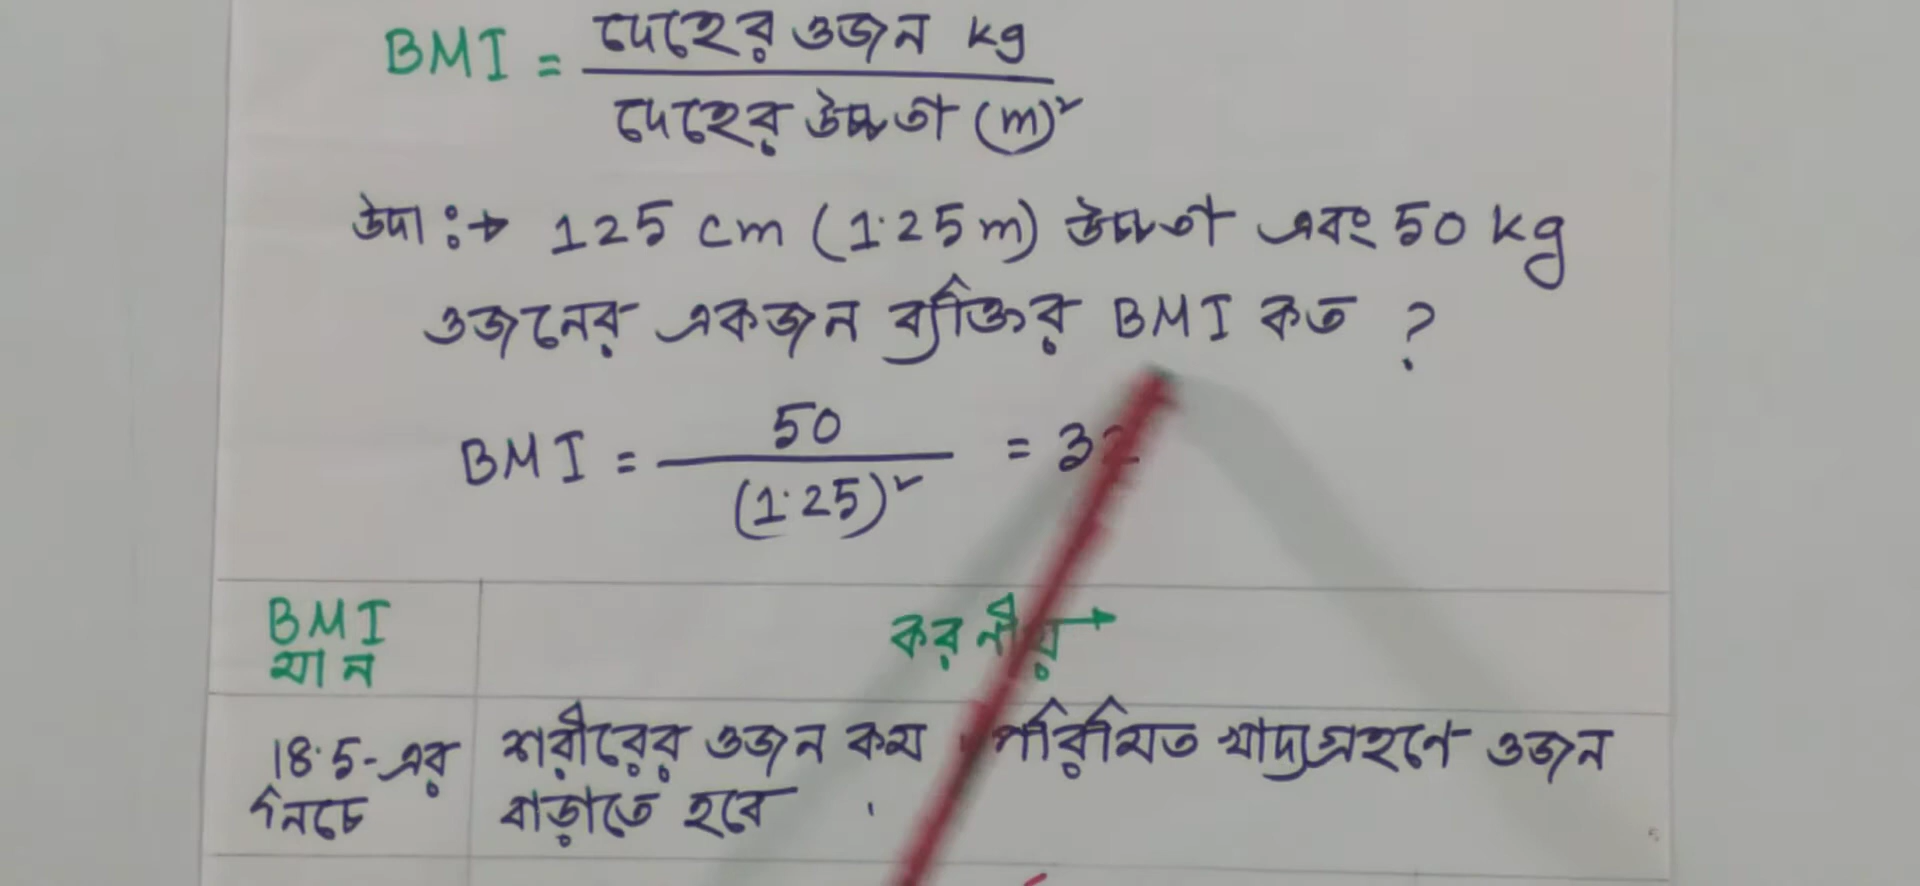 BMI = দেহের ওজন kg
দেহের উচ্চতা (m)²
উদা :→ 125 cm (1.25 m) উচ্চতা এবং 50 kg
ওজনের একজন ব্যক্তির BMI কত ?
BMI = 50 / (1.25)² = 32
BMI মান
করনীয় →
18.5-এর নিচে
শরীরের ওজন কম । পরিমিত খাদ্যগ্রহণে ওজন
বাড়াতে হবে ।